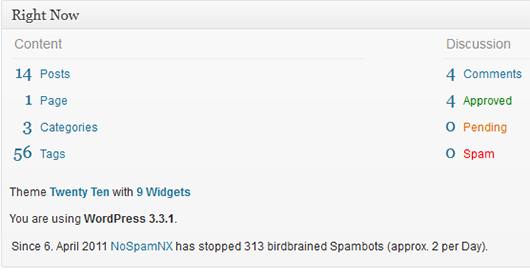 Right Now
Content Discussion
14 Posts 4 Comments
1 Page 4 Approved
3 Categories 0 Pending
56 Tags 0 Spam
Theme Twenty Ten with 9 Widgets
You are using WordPress 3.3.1.
Since 6. April 2011 NoSpamNX has stopped 313 birdbrained Spambots (approx. 2 per Day).